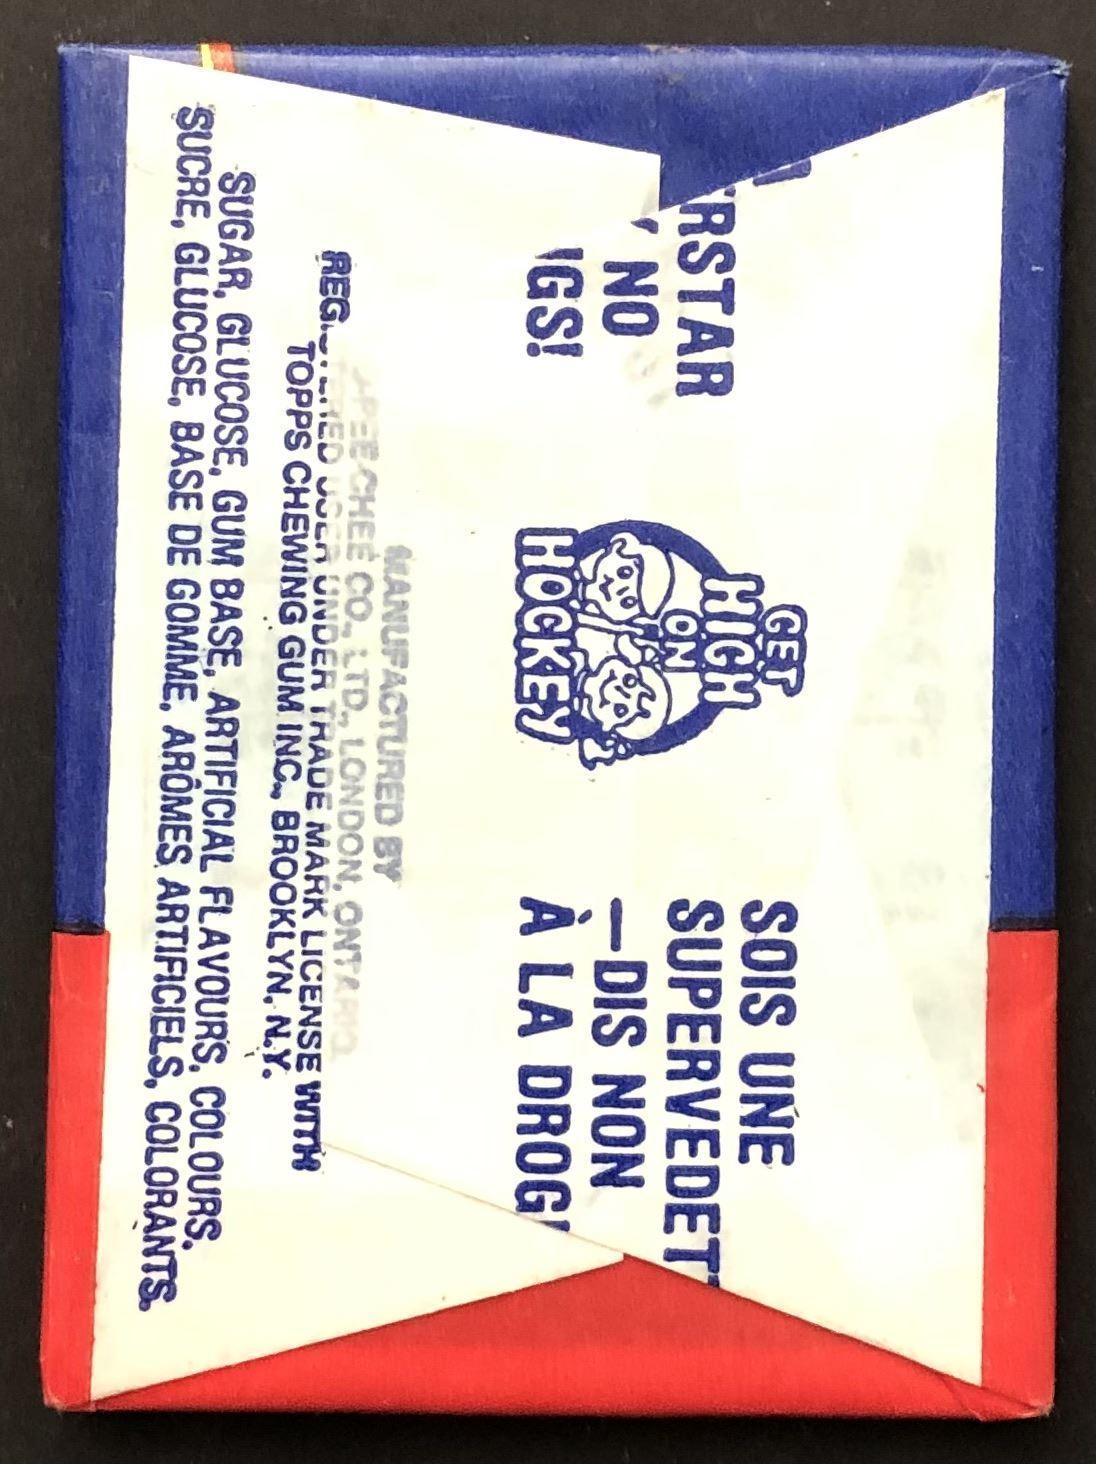 RSTAR
NO
GS!
GET
HIGH
ON
HOCKEY
SOIS UNE
SUPERVEDET
—DIS NON
À LA DROG
MANUFACTURED BY
PEE-CHEE CO., LTD., LONDON, ONTARIO
REG. USER UNDER TRADE MARK LICENSE WITH
TOPPS CHEWING GUM INC., BROOKLYN, N.Y.
SUGAR, GLUCOSE, GUM BASE, ARTIFICIAL FLAVOURS, COLOURS.
SUCRE, GLUCOSE, BASE DE GOMME, ARÔMES ARTIFICIELS, COLORANTS.